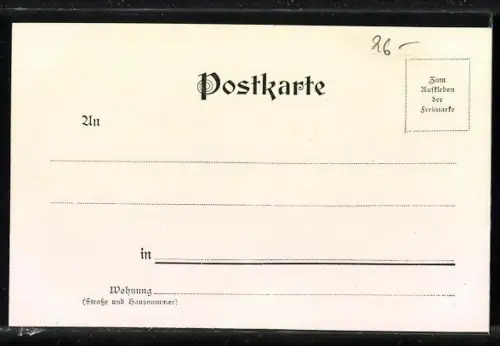 26-
Postkarte
Zum
Aufkleben
der
Freimarke
An
in
Wohnung
(Straße und Hausnummer)